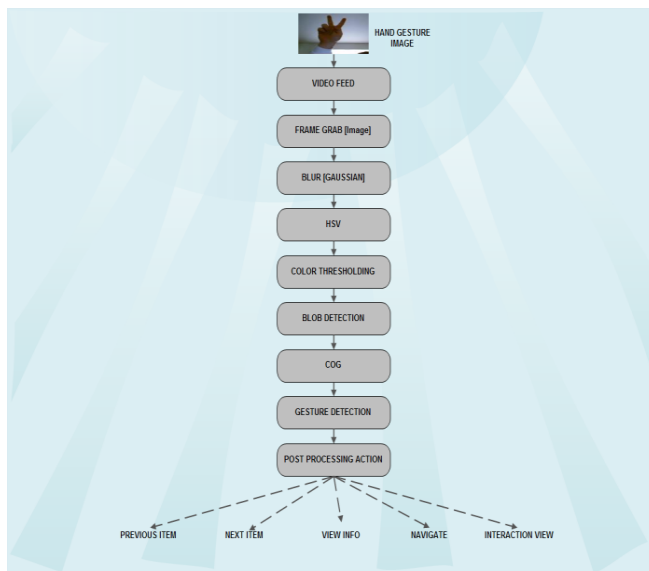 HAND GESTURE
IMAGE
VIDEO FEED
FRAME GRAB [Image]
BLUR [GAUSSIAN]
HSV
COLOR THRESHOLDING
BLOB DETECTION
COG
GESTURE DETECTION
POST PROCESSING ACTION
PREVIOUS ITEM
NEXT ITEM
VIEW INFO
NAVIGATE
INTERACTION VIEW